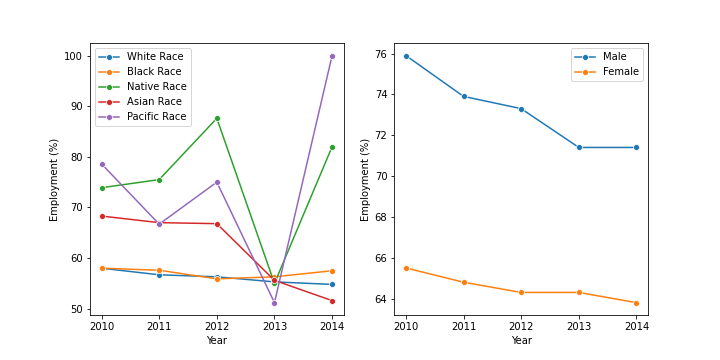 100
90
80
70
60
50
Employment (%)
White Race
Black Race
Native Race
Asian Race
Pacific Race
2010 2011 2012 2013 2014
Year
76
74
72
70
68
66
64
Employment (%)
Male
Female
2010 2011 2012 2013 2014
Year